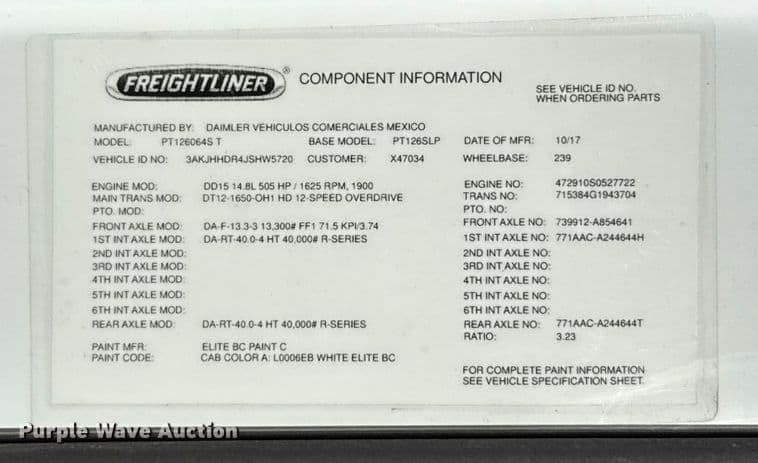 FREIGHTLINER ® COMPONENT INFORMATION
SEE VEHICLE ID NO.
WHEN ORDERING PARTS
MANUFACTURED BY: DAIMLER VEHICULOS COMERCIALES MEXICO
MODEL: PT126064S T BASE MODEL: PT126SLP DATE OF MFR: 10/17
VEHICLE ID NO: 3AKJHHDR4JSHW5720 CUSTOMER: X47034 WHEELBASE: 239
ENGINE MOD: DD15 14.8L 505 HP / 1625 RPM, 1900 ENGINE NO: 472910S0527722
MAIN TRANS MOD: DT12-1650-OH1 HD 12-SPEED OVERDRIVE TRANS NO: 715384G1943704
PTO. MOD: PTO. NO:
FRONT AXLE MOD: DA-F-13.3-3 13,300# FF1 71.5 KPI/3.74 FRONT AXLE NO: 739912-A854641
1ST INT AXLE MOD: DA-RT-40.0-4 HT 40,000# R-SERIES 1ST INT AXLE NO: 771AAC-A244644H
2ND INT AXLE MOD: 2ND INT AXLE NO:
3RD INT AXLE MOD: 3RD INT AXLE NO:
4TH INT AXLE MOD: 4TH INT AXLE NO:
5TH INT AXLE MOD: 5TH INT AXLE NO:
6TH INT AXLE MOD: 6TH INT AXLE NO:
REAR AXLE MOD: DA-RT-40.0-4 HT 40,000# R-SERIES REAR AXLE NO: 771AAC-A244644T
RATIO: 3.23
PAINT MFR: ELITE BC PAINT C
PAINT CODE: CAB COLOR A: L0006EB WHITE ELITE BC
FOR COMPLETE PAINT INFORMATION
SEE VEHICLE SPECIFICATION SHEET.
Purple Wave Auction